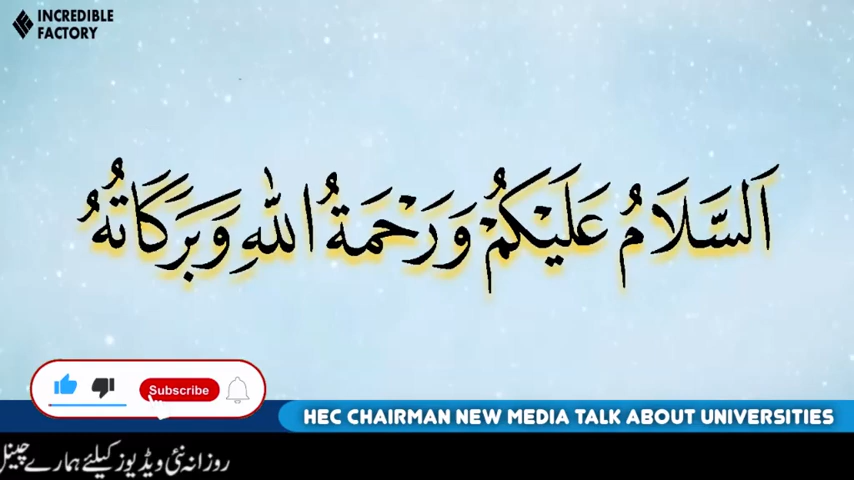 INCREDIBLE
FACTORY
اَلسَّلَامُ عَلَيْكُمْ وَرَحْمَةُ اللهِ وَبَرَكَاتُهُ
Subscribe
HEC CHAIRMAN NEW MEDIA TALK ABOUT UNIVERSITIES
روزانہ نئی ویڈیوز کیلئے ہمارے چینل